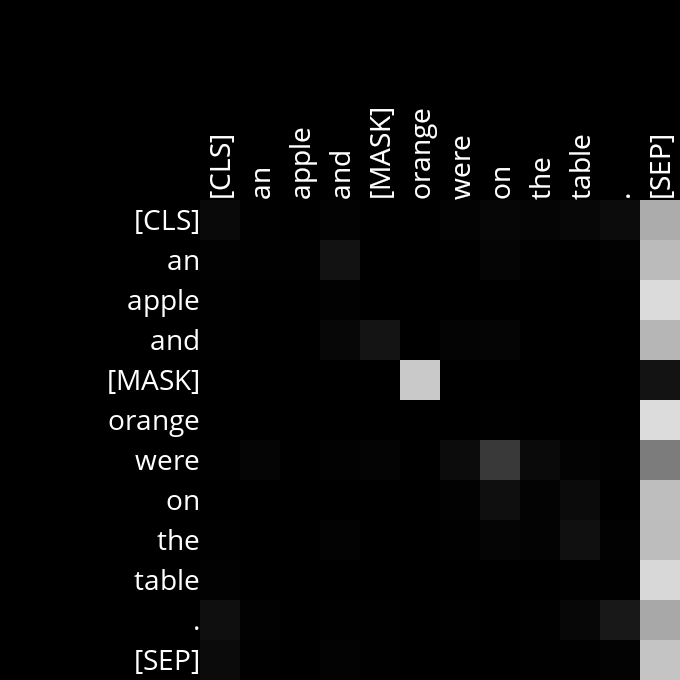 [CLS] an apple and [MASK] orange were on the table . [SEP]
[CLS]
an
apple
and
[MASK]
orange
were
on
the
table
.
[SEP]